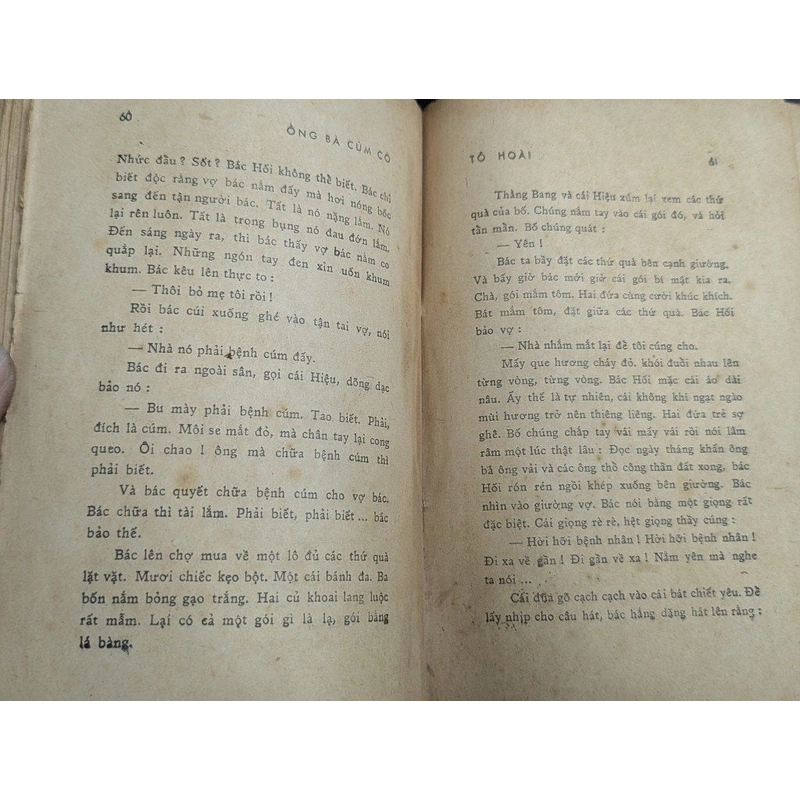 60
ÔNG BÀ CÚM CÒ
Nhức đầu ? Sốt ? Bác Hối không thể biết. Bác chỉ
biết độc rằng vợ bác nằm đấy mà hơi nóng bốc
sang đến tận người bác. Tất là nó nặng lắm. Nó
lại rên luôn. Tất là trong bụng nó đau đớn lắm.
Đến sáng ngày ra, thì bác thấy vợ bác nằm co
quắp lại. Những ngón tay đen xỉn uốn khum
khum. Bác kêu lên thực to :
— Thôi bỏ mẹ tôi rồi !
Rồi bác cúi xuống ghé vào tận tai vợ, nói
như hét :
— Nhà nó phải bệnh cúm đấy.
Bác đi ra ngoài sân, gọi cái Hiệu, dõng dạc
bảo nó :
— Bu mày phải bệnh cúm. Tao biết. Phải,
đích là cúm. Môi se mắt đỏ, mà chân tay lại cong
queo. Ôi chao ! ông mà chữa bệnh cúm thì
phải biết.
Và bác quyết chữa bệnh cúm cho vợ bác.
Bác chữa thì tài lắm. Phải biết, phải biết ... bác
bảo thế.
Bác lên chợ mua về một lô đủ các thứ quà
lặt vặt. Mươi chiếc kẹo bột. Một cái bánh đa. Ba
bốn nắm bỏng gạo trắng. Hai củ khoai lang luộc
rất mẫm. Lại có cả một gói gì là lạ, gói bằng
lá bàng.
TÔ HOÀI
61
Thằng Bang và cái Hiệu xúm lại xem các thứ
quà của bố. Chúng nắm tay vào cái gói đó, và hỏi
tần mần. Bố chúng quát :
— Yên !
Bác ta bầy đặt các thứ quà bên cạnh giường.
Và bấy giờ bác mới giở cái gói bí mật kia ra.
Chà, gói mắm tôm. Hai đứa cùng cười khúc khích.
Bát mắm tôm, đặt giữa các thứ quà. Bác Hối
bảo vợ :
— Nhà nhắm mắt lại để tôi cúng cho.
Mấy que hương cháy đỏ. khói đuổi nhau lên
từng vòng, từng vòng. Bác Hối mặc cái áo dài
nâu. Ấy thế là tự nhiên, cái không khí ngạt ngào
mùi hương trở nên thiêng liêng. Hai đứa trẻ sợ
ghê. Bố chúng chắp tay vái mấy vái rồi nói lâm
râm một lúc thật lâu : Đọc ngày tháng khấn ông
bà ông vải và các ông thổ công thần đất xong, bác
Hối rón rén ngồi khép xuống bên giường. Bác
nhìn vào giường vợ. Bác nói bằng một giọng rất
đặc biệt. Cái giọng rè rè, hệt giọng thầy cúng :
— Hời hỡi bệnh nhân ! Hời hỡi bệnh nhân !
Đi xa về gần ! Đi gần về xa ! Nằm yên mà nghe
ta nói ...
Cái đũa gõ cạch cạch vào cái bát chiết yêu. Để
lấy nhịp cho câu hát, bác hắng dặng hát lên rằng :